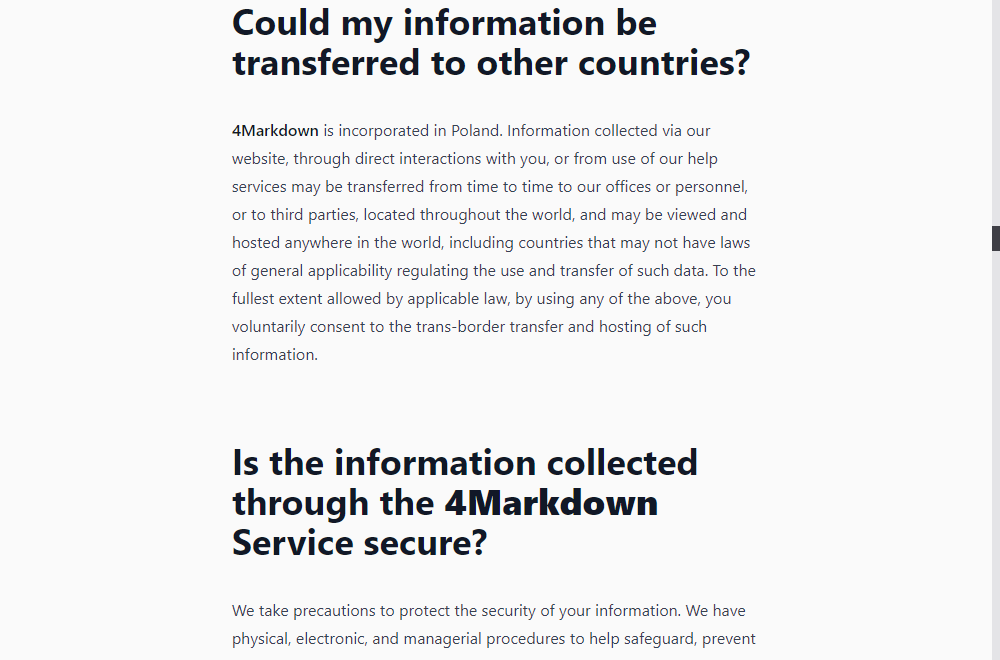 Could my information be
transferred to other countries?
4Markdown is incorporated in Poland. Information collected via our
website, through direct interactions with you, or from use of our help
services may be transferred from time to time to our offices or personnel,
or to third parties, located throughout the world, and may be viewed and
hosted anywhere in the world, including countries that may not have laws
of general applicability regulating the use and transfer of such data. To the
fullest extent allowed by applicable law, by using any of the above, you
voluntarily consent to the trans-border transfer and hosting of such
information.
Is the information collected
through the 4Markdown
Service secure?
We take precautions to protect the security of your information. We have
physical, electronic, and managerial procedures to help safeguard, prevent